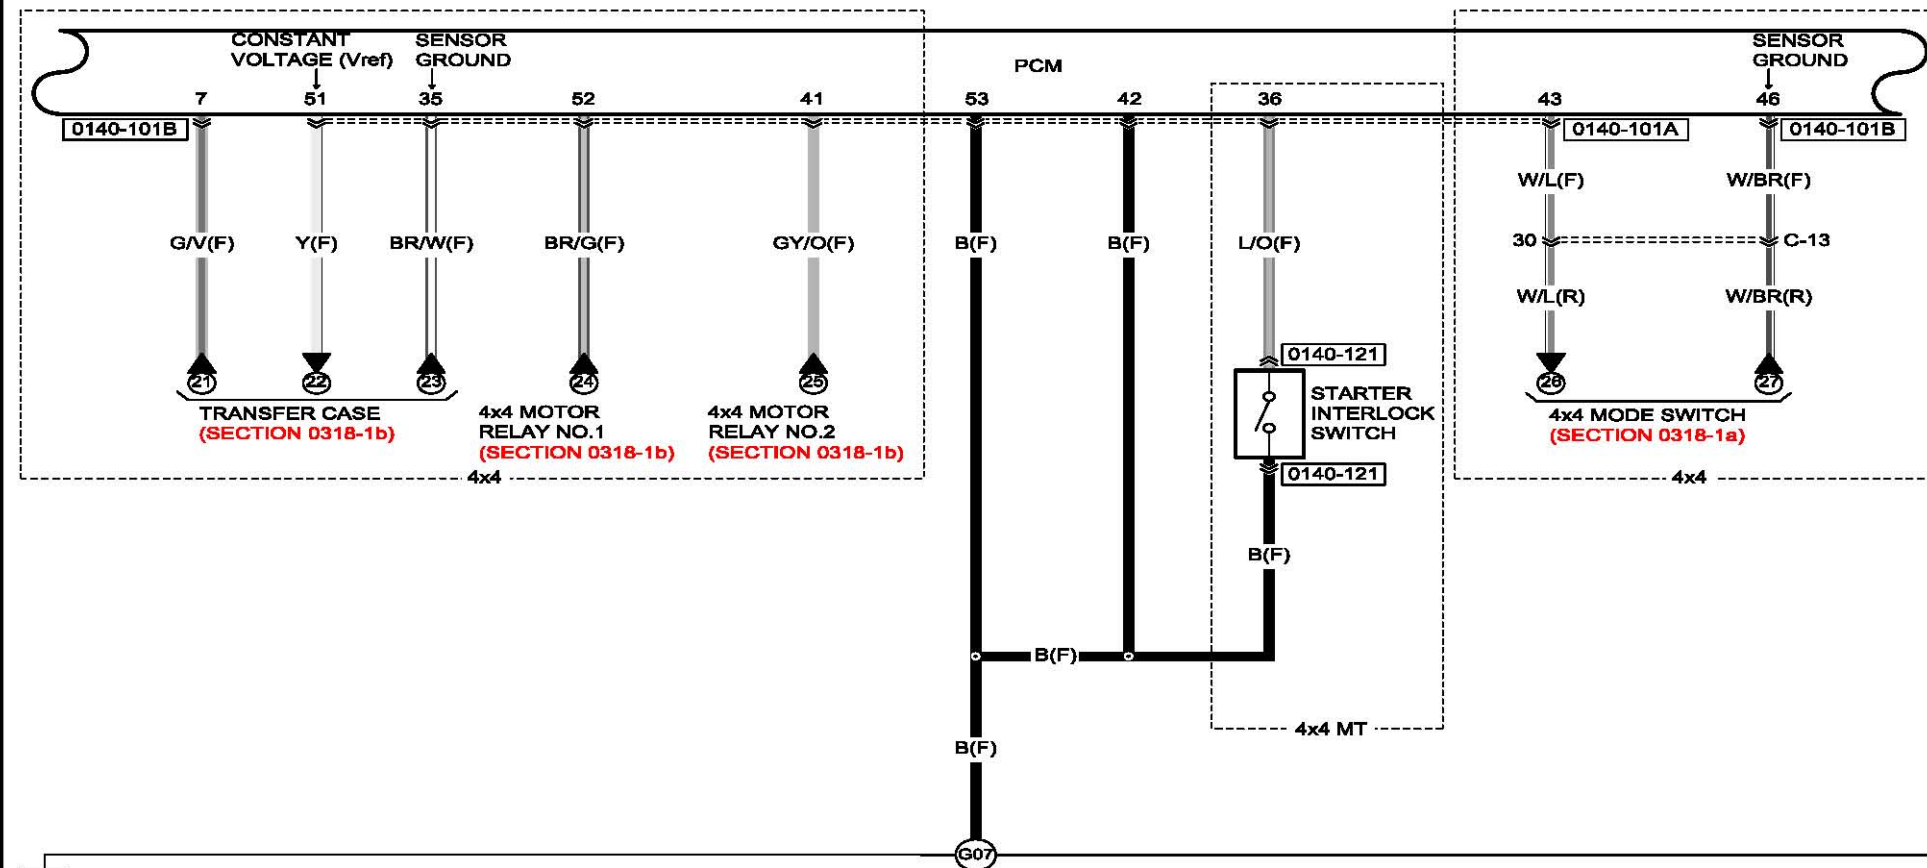 CONSTANT
VOLTAGE (Vref)
SENSOR
GROUND
PCM
SENSOR
GROUND
7 51 35 52 41 53 42 36 43 46
0140-101B
0140-101A
0140-101B
W/L(F) W/BR(F)
G/V(F) Y(F) BR/W(F) BR/G(F) GY/O(F) B(F) B(F) L/O(F)
30 C-13
W/L(R) W/BR(R)
0140-121
21 22 23 24 25 26 27
TRANSFER CASE
(SECTION 0318-1b)
4x4 MOTOR
RELAY NO.1
(SECTION 0318-1b)
4x4 MOTOR
RELAY NO.2
(SECTION 0318-1b)
STARTER
INTERLOCK
SWITCH
4x4 MODE SWITCH
(SECTION 0318-1a)
0140-121
4x4
4x4
B(F)
B(F)
4x4 MT
B(F)
G07